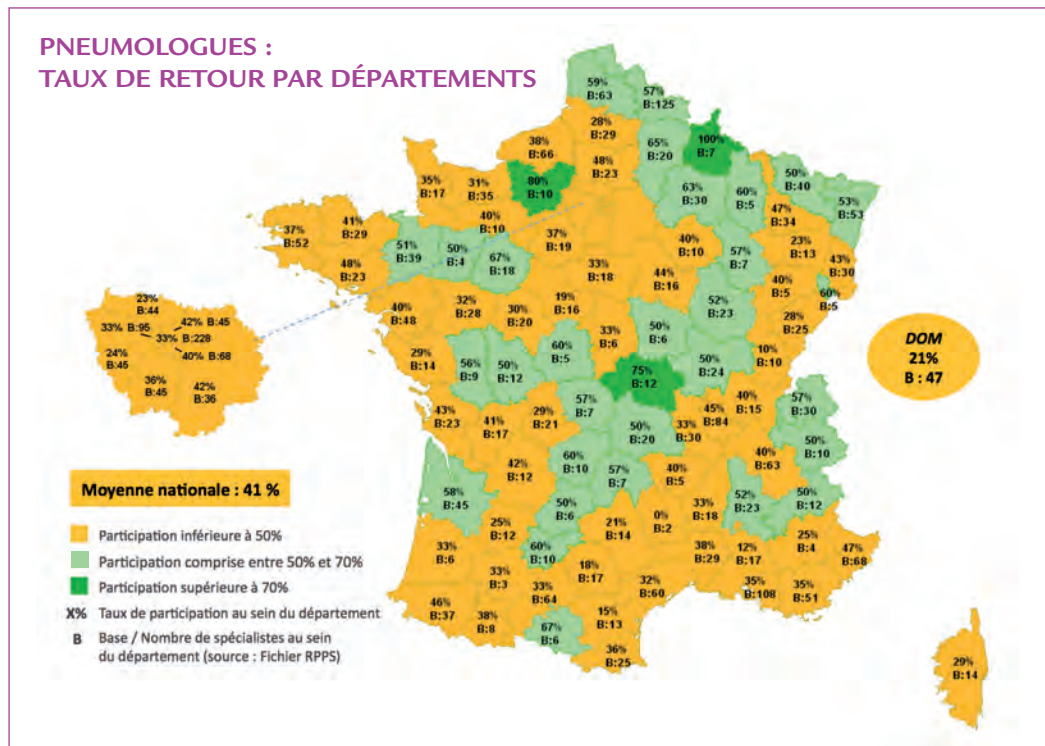 PNEUMOLOGUES :
TAUX DE RETOUR PAR DÉPARTEMENTS
59%
B:63
57%
B:125
28%
B:29
38%
B:66
65%
B:20
100%
B:7
48%
B:23
35%
B:17
31%
B:35
80%
B:10
63%
B:30
60%
B:5
50%
B:40
53%
B:53
47%
B:34
40%
B:10
41%
B:29
37%
B:52
51%
B:39
50%
B:4
67%
B:18
37%
B:19
40%
B:10
57%
B:7
23%
B:13
43%
B:30
48%
B:23
33%
B:18
44%
B:16
40%
B:5
60%
B:5
52%
B:23
28%
B:25
40%
B:48
32%
B:28
30%
B:20
19%
B:16
33%
B:6
50%
B:6
23%
B:44
33% B:95
42% B:45
33% B:228
40% B:68
24%
B:45
36%
B:45
42%
B:36
DOM
21%
B : 47
29%
B:14
56%
B:9
50%
B:12
60%
B:5
75%
B:12
50%
B:24
10%
B:10
57%
B:7
43%
B:23
41%
B:17
29%
B:21
50%
B:20
33%
B:30
45%
B:84
40%
B:15
57%
B:30
50%
B:10
42%
B:12
60%
B:10
57%
B:7
40%
B:5
40%
B:63
58%
B:45
50%
B:6
33%
B:18
52%
B:23
50%
B:12
25%
B:12
21%
B:14
0%
B:2
25%
B:4
47%
B:68
33%
B:6
60%
B:10
18%
B:17
38%
B:29
12%
B:17
33%
B:3
33%
B:64
32%
B:60
35%
B:108
35%
B:51
46%
B:37
38%
B:8
67%
B:6
15%
B:13
36%
B:25
29%
B:14
Moyenne nationale : 41 %
Participation inférieure à 50%
Participation comprise entre 50% et 70%
Participation supérieure à 70%
X% Taux de participation au sein du département
B Base / Nombre de spécialistes au sein
du département (source : Fichier RPPS)